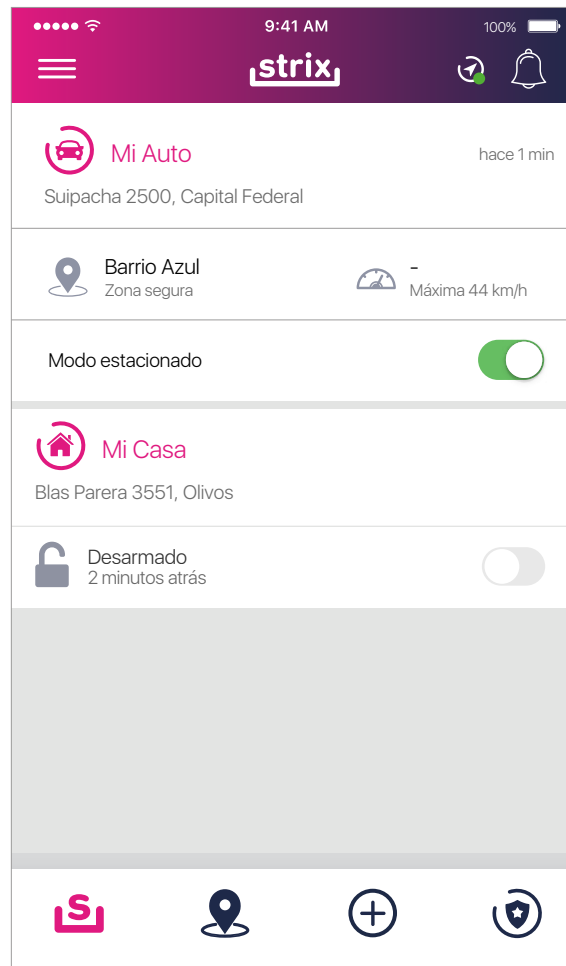 9:41 AM
100%
strix
Mi Auto
hace 1 min
Suipacha 2500, Capital Federal
Barrio Azul
Zona segura
-
Máxima 44 km/h
Modo estacionado
Mi Casa
Blas Parera 3551, Olivos
Desarmado
2 minutos atrás
S